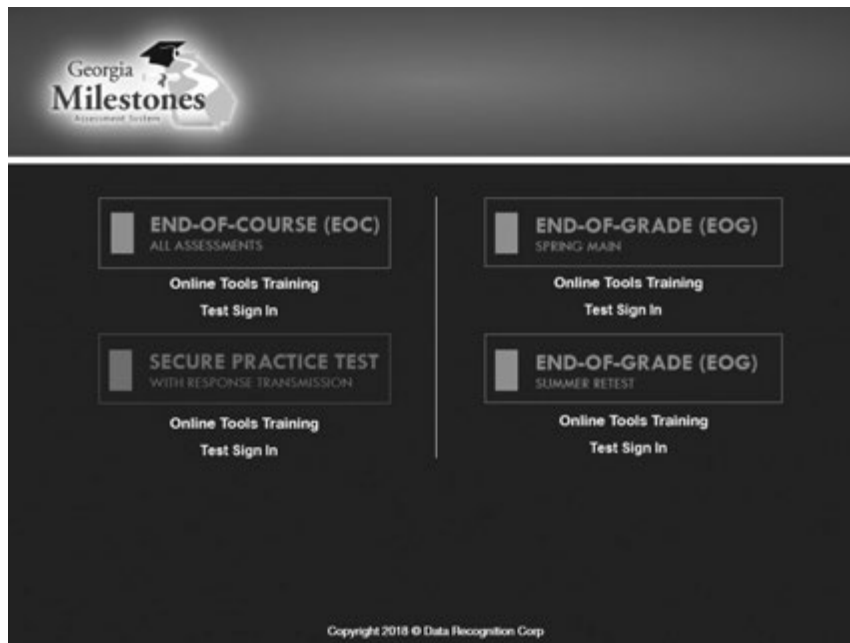 Georgia
Milestones
Assessment System
END-OF-COURSE (EOC)
ALL ASSESSMENTS
Online Tools Training
Test Sign In
SECURE PRACTICE TEST
WITH RESPONSE TRANSMISSION
Online Tools Training
Test Sign In
END-OF-GRADE (EOG)
SPRING MAIN
Online Tools Training
Test Sign In
END-OF-GRADE (EOG)
SUMMER RETEST
Online Tools Training
Test Sign In
Copyright 2018 © Data Recognition Corp